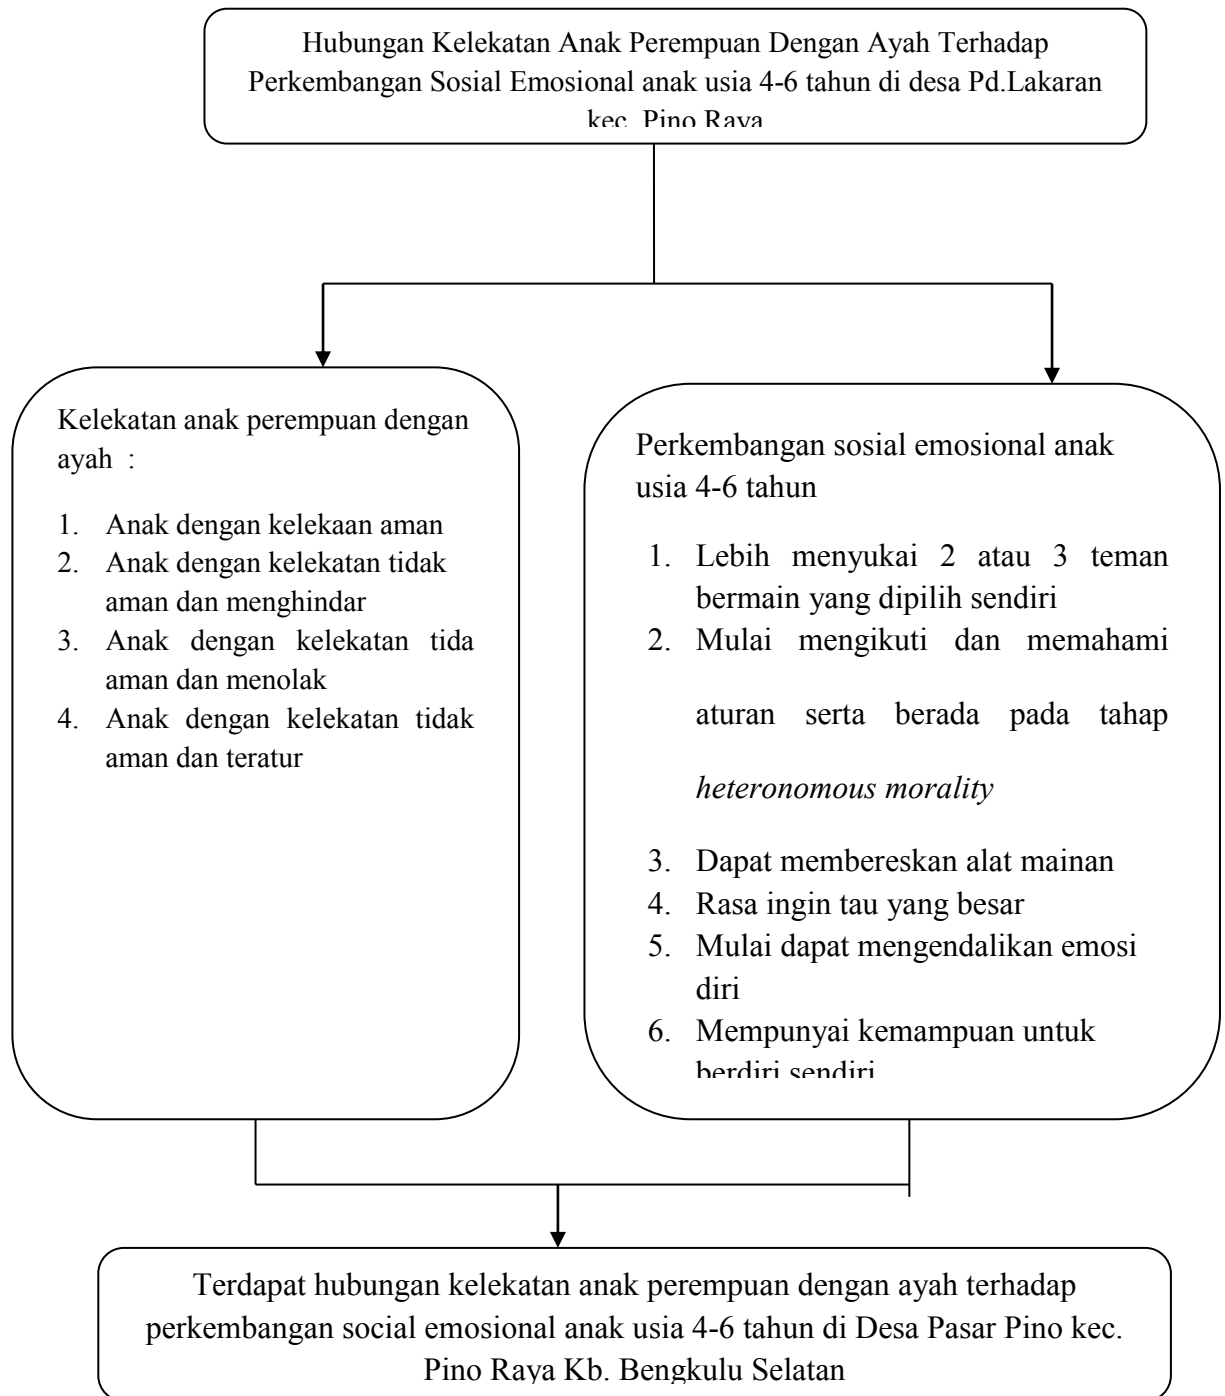 Hubungan Kelekatan Anak Perempuan Dengan Ayah Terhadap
Perkembangan Sosial Emosional anak usia 4-6 tahun di desa Pd.Lakaran
kec. Pino Raya
Kelekatan anak perempuan dengan
ayah :
1. Anak dengan kelekaan aman
2. Anak dengan kelekatan tidak
aman dan menghindar
3. Anak dengan kelekatan tida
aman dan menolak
4. Anak dengan kelekatan tidak
aman dan teratur
Perkembangan sosial emosional anak
usia 4-6 tahun
1. Lebih menyukai 2 atau 3 teman
bermain yang dipilih sendiri
2. Mulai mengikuti dan memahami
aturan serta berada pada tahap
heteronomous morality
3. Dapat membereskan alat mainan
4. Rasa ingin tau yang besar
5. Mulai dapat mengendalikan emosi
diri
6. Mempunyai kemampuan untuk
berdiri sendiri
Terdapat hubungan kelekatan anak perempuan dengan ayah terhadap
perkembangan social emosional anak usia 4-6 tahun di Desa Pasar Pino kec.
Pino Raya Kb. Bengkulu Selatan